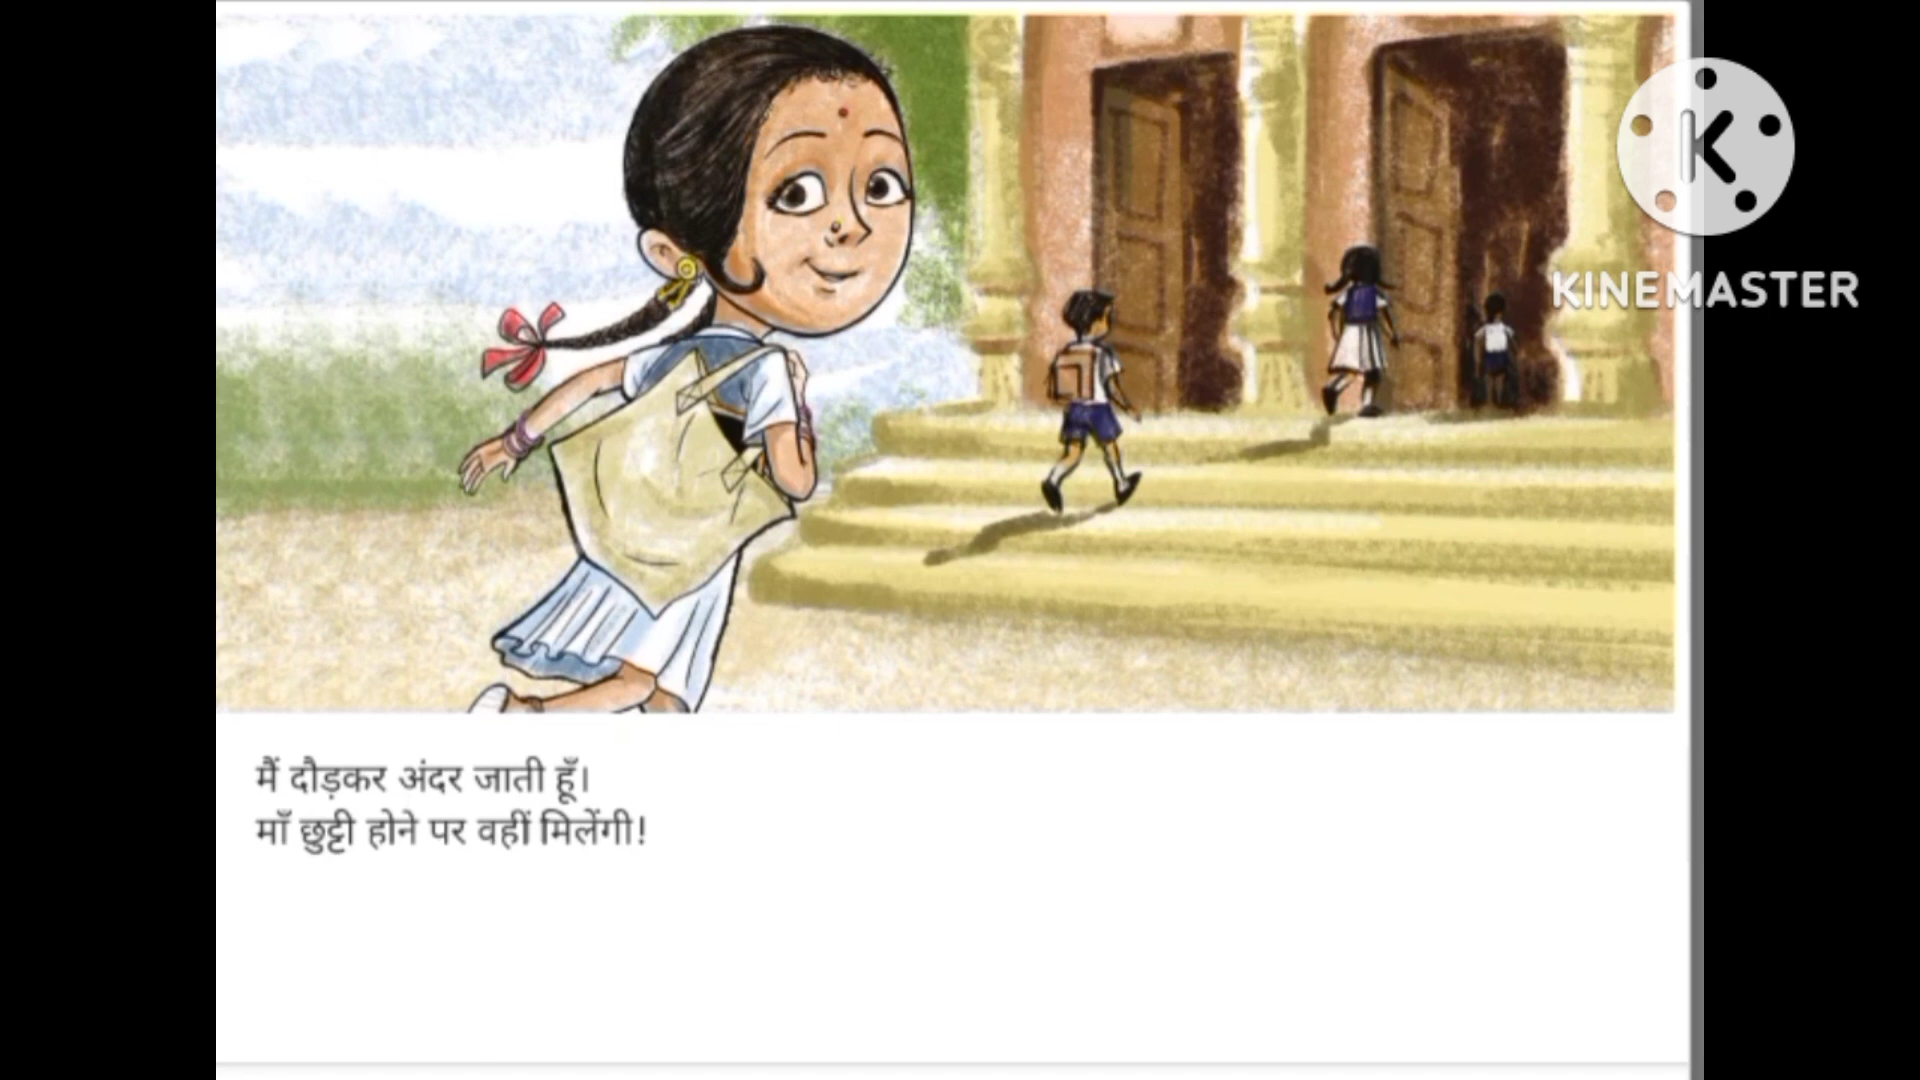 KINEMASTER
मैं दौड़कर अंदर जाती हूँ।
माँ छुट्टी होने पर वहीं मिलेंगी!